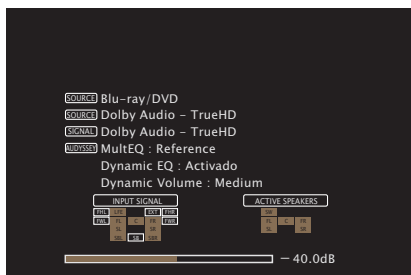 SOURCE Blu-ray/DVD
SOURCE Dolby Audio - TrueHD
SIGNAL Dolby Audio - TrueHD
AUDYSSEY MultEQ : Reference
Dynamic EQ : Activado
Dynamic Volume : Medium
INPUT SIGNAL ACTIVE SPEAKERS
FHL LFE EXT FHR SW
FWL FL C FR FWR FL C FR
SL SR SL SR
SBL SB SBR
- 40.0dB